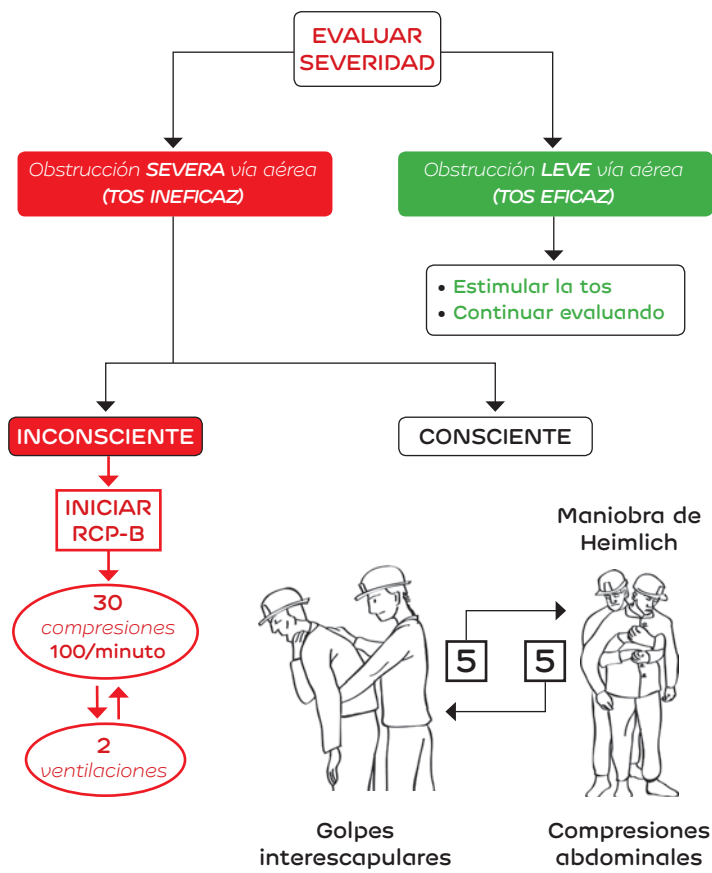 EVALUAR
SEVERIDAD
Obstrucción SEVERA vía aérea
(TOS INEFICAZ)
Obstrucción LEVE vía aérea
(TOS EFICAZ)
• Estimular la tos
• Continuar evaluando
INCONSCIENTE
CONSCIENTE
INICIAR
RCP-B
30
compresiones
100/minuto
2
ventilaciones
Maniobra de
Heimlich
5
5
Golpes
interescapulares
Compresiones
abdominales